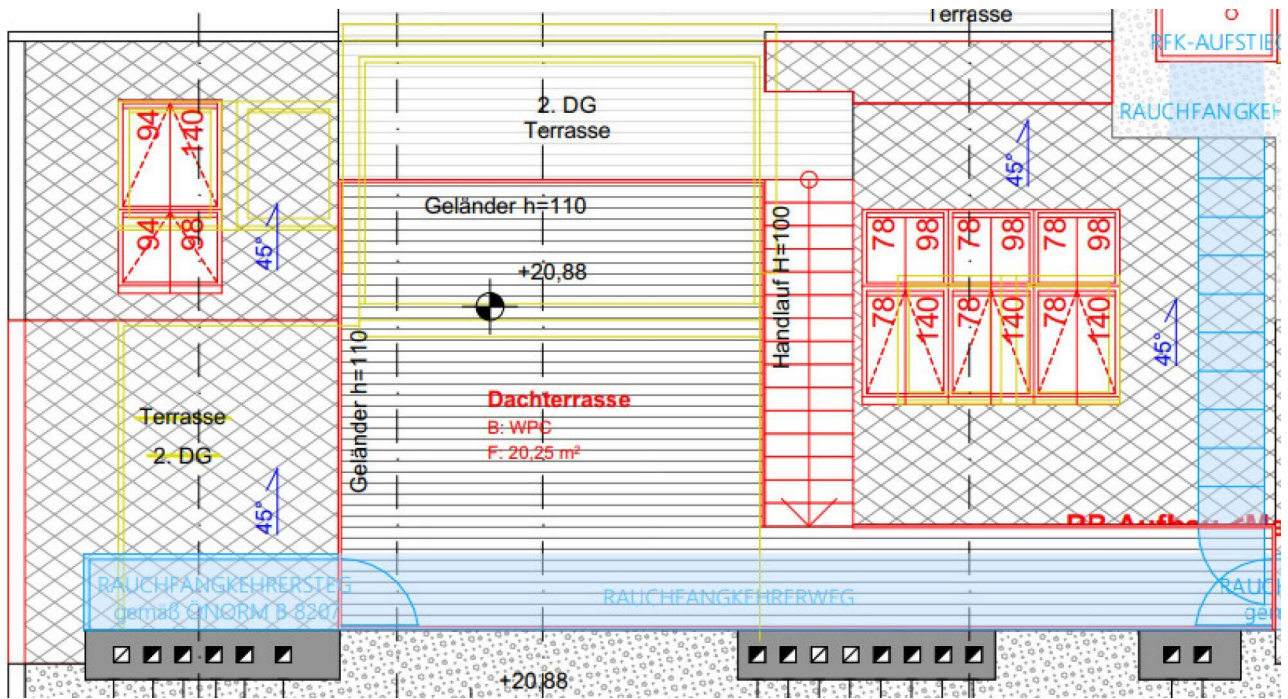 Terrasse
RFK-AUFSTIEG
RAUCHFANGKEH
2. DG
Terrasse
94
140
94
98
45°
45°
Geländer h=110
+20,88
Handlauf H=100
78
98
78
98
78
98
78
140
78
140
78
140
45°
Geländer h=110
Dachterrasse
B: WPC
F: 20,25 m²
Terrasse
2. DG
45°
RAUCHFANGKEHRERSTEG
gemäß ÖNORM B 8207
RAUCHFANGKEHRERWEG
+20,88